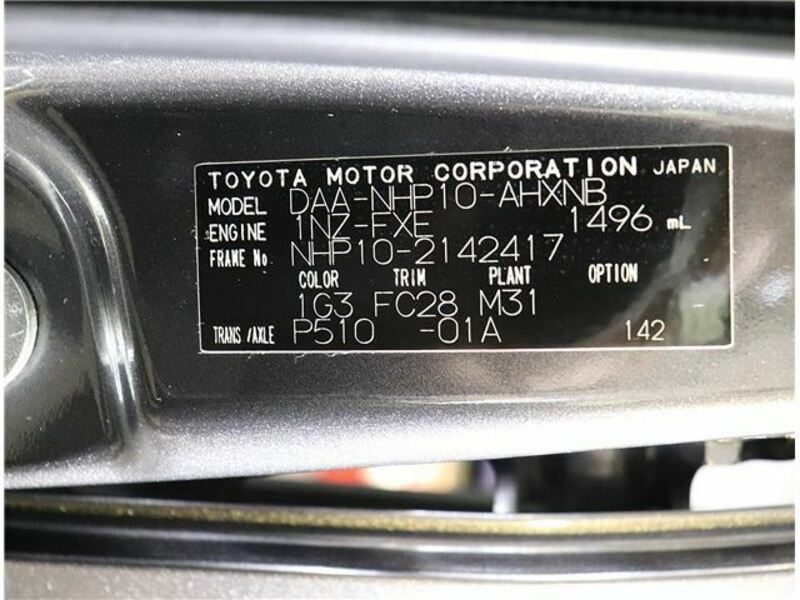 TOYOTA MOTOR CORPORATION JAPAN
MODEL DAA-NHP10-AHXNB
ENGINE 1NZ-FXE 1496 mL
FRAME No. NHP10-2142417
COLOR TRIM PLANT OPTION
1G3 FC28 M31
TRANS./AXLE P510 -01A 142